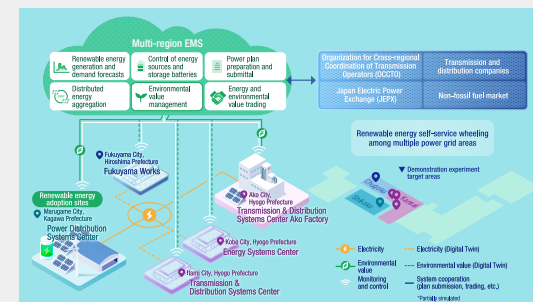 Multi-region EMS
Renewable energy
generation and
demand forecasts
Control of energy
sources and
storage batteries
Power plan
preparation and
submittal
Distributed
energy
aggregation
Environmental
value
management
Energy and
environmental
value trading
Organization for Cross-regional
Coordination of Transmission
Operators (OCCTO)
Transmission and
distribution companies
Japan Electric Power
Exchange (JEPX)
Non-fossil fuel market
Renewable energy self-service wheeling
among multiple power grid areas
Demonstration experiment
target areas
Chugoku
Kansai
Shikoku
Fukuyama City,
Hiroshima Prefecture
Fukuyama Works
Renewable energy
adoption sites
Marugame City,
Kagawa Prefecture
Power Distribution
Systems Center
Ako City,
Hyogo Prefecture
Transmission & Distribution
Systems Center Ako Factory
Kobe City, Hyogo Prefecture
Energy Systems Center
Itami City, Hyogo Prefecture
Transmission &
Distribution Systems Center
Electricity
Electricity (Digital Twin)
Environmental
value
Environmental value (Digital Twin)
Monitoring
and control
System cooperation
(plan submission, trading, etc.)
*Partially simulated